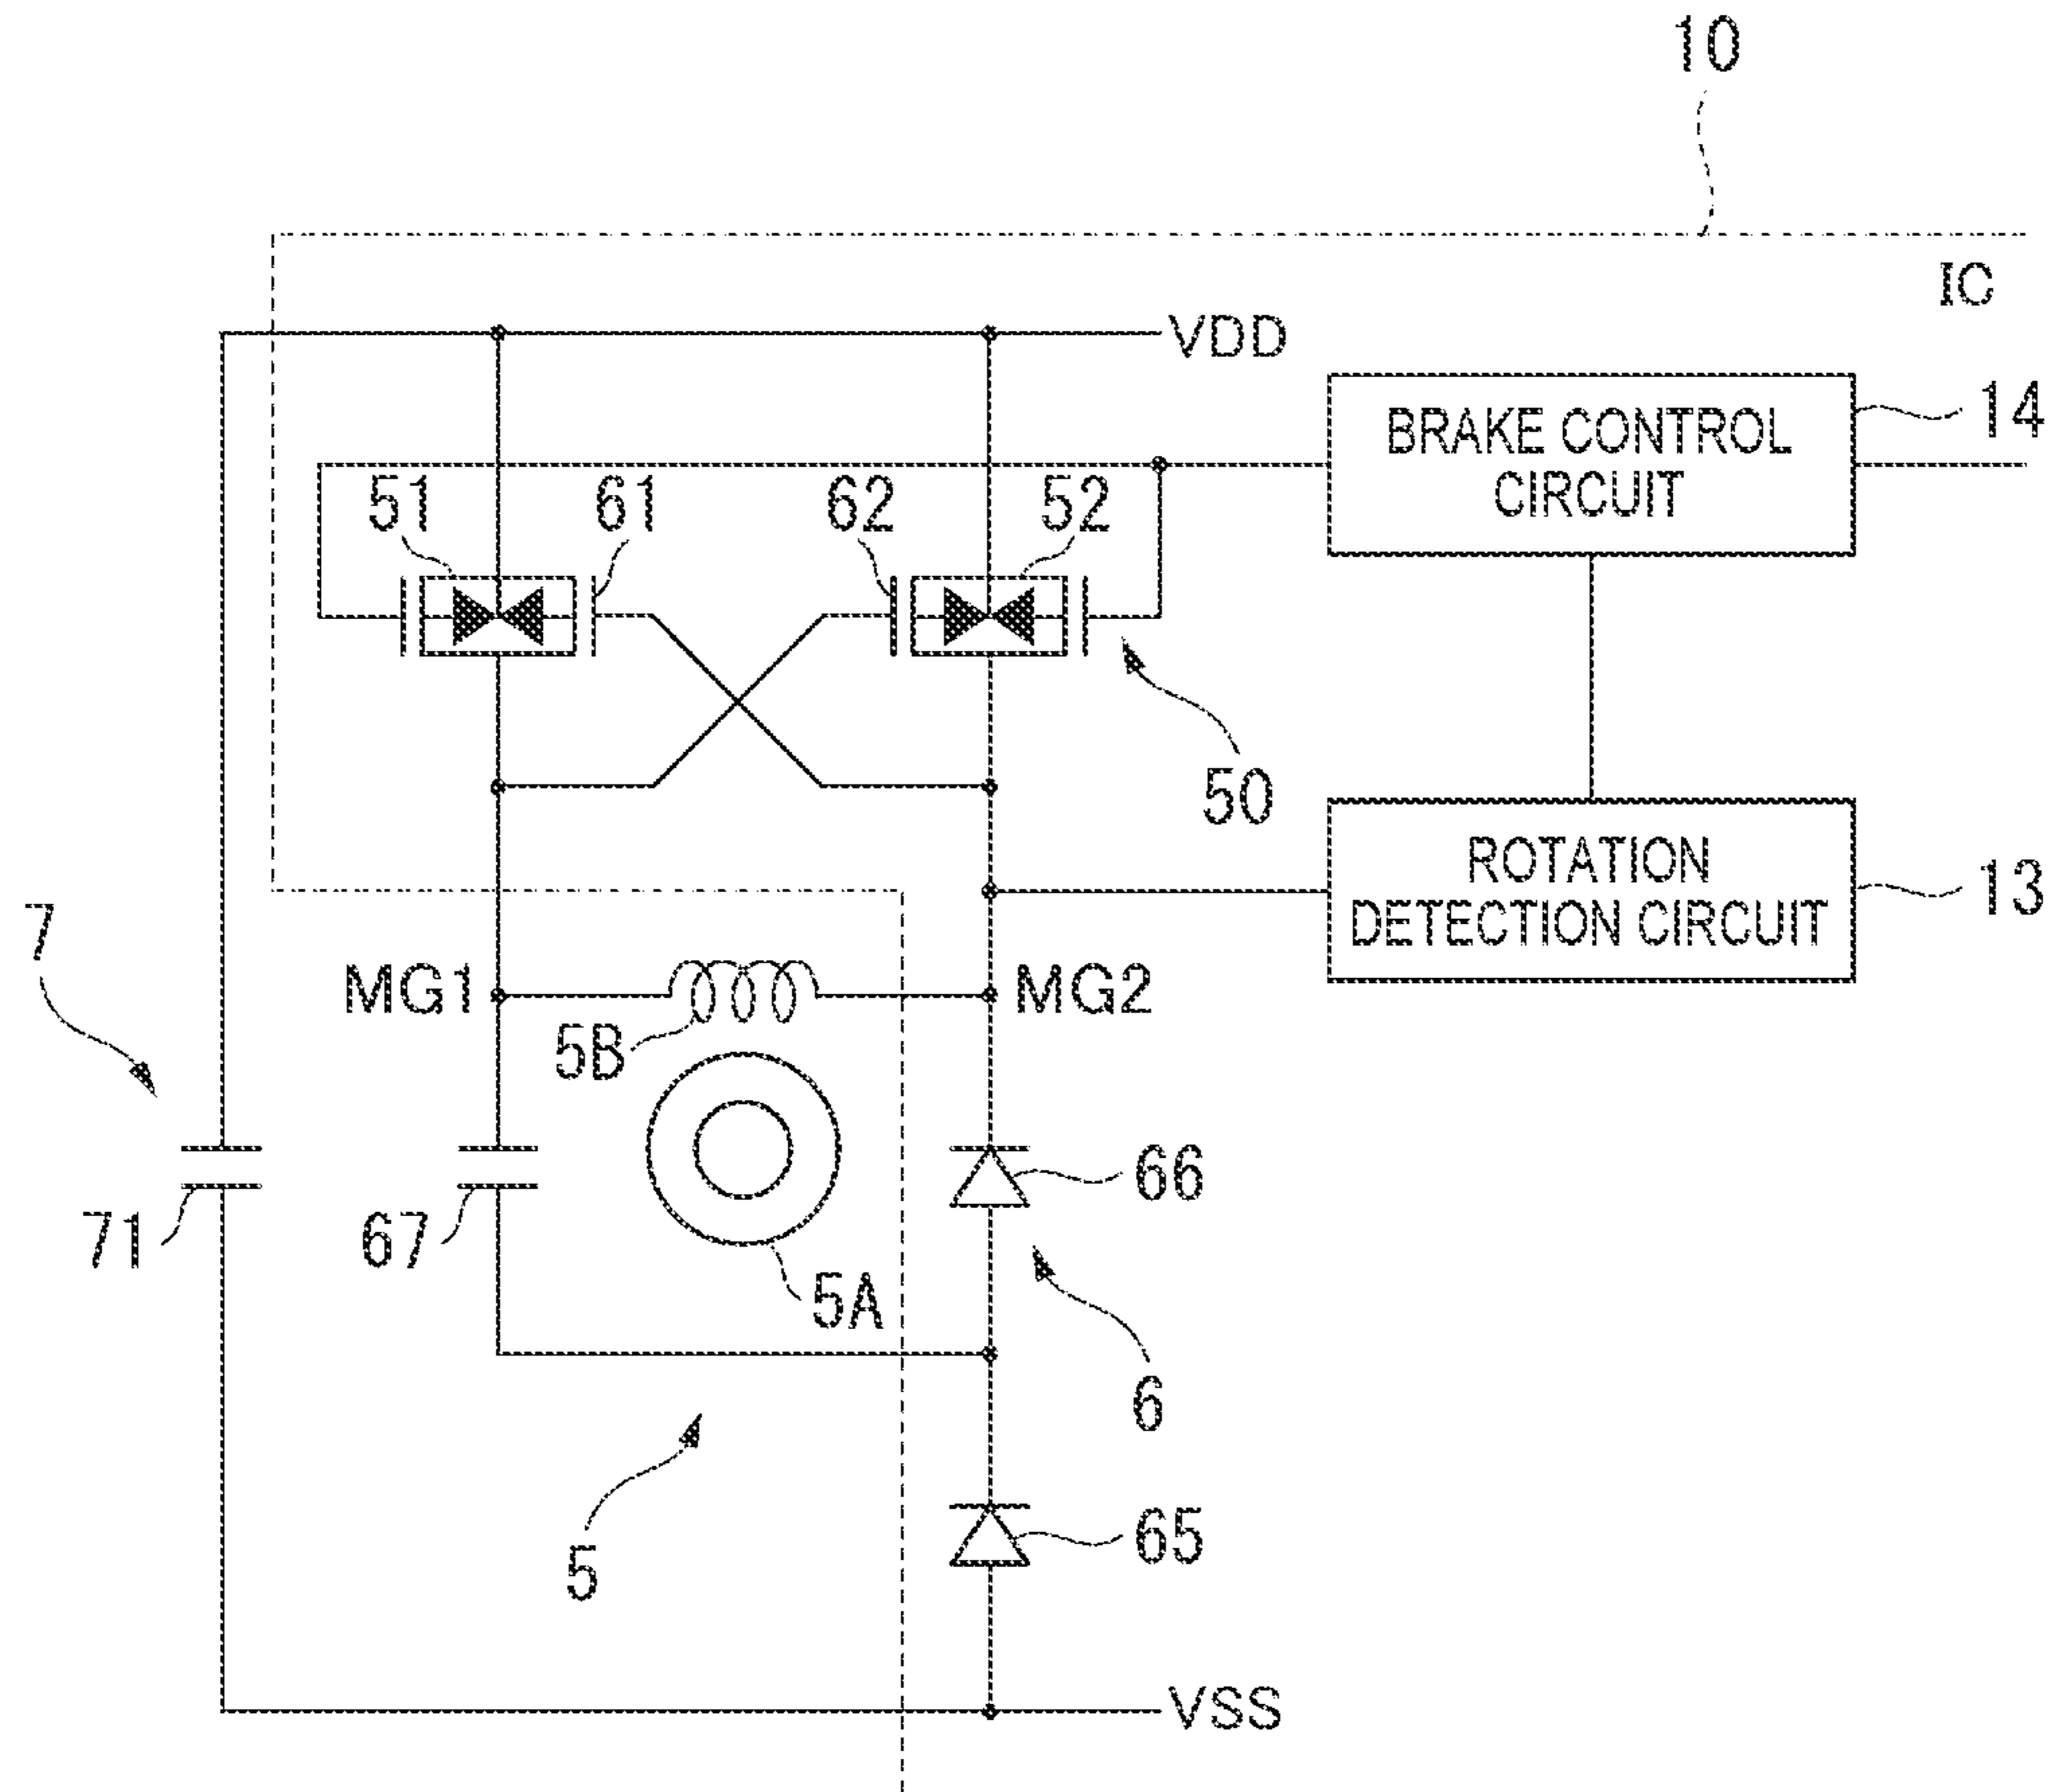 10
IC
VDD
BRAKE CONTROL
CIRCUIT
14
51
61
62
52
50
ROTATION
DETECTION CIRCUIT
13
7
MG1
MG2
5B
66
71
67
5A
6
65
5
VSS